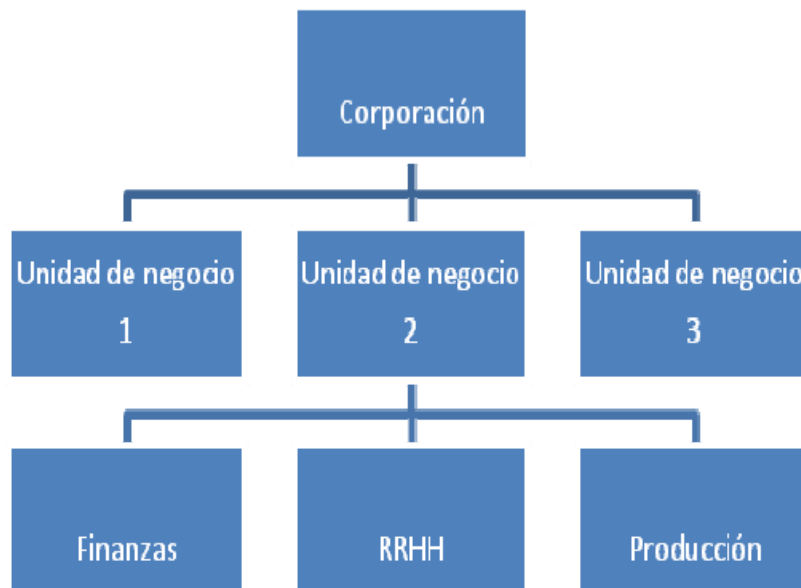 Corporación
Unidad de negocio
1
Unidad de negocio
2
Unidad de negocio
3
Finanzas
RRHH
Producción